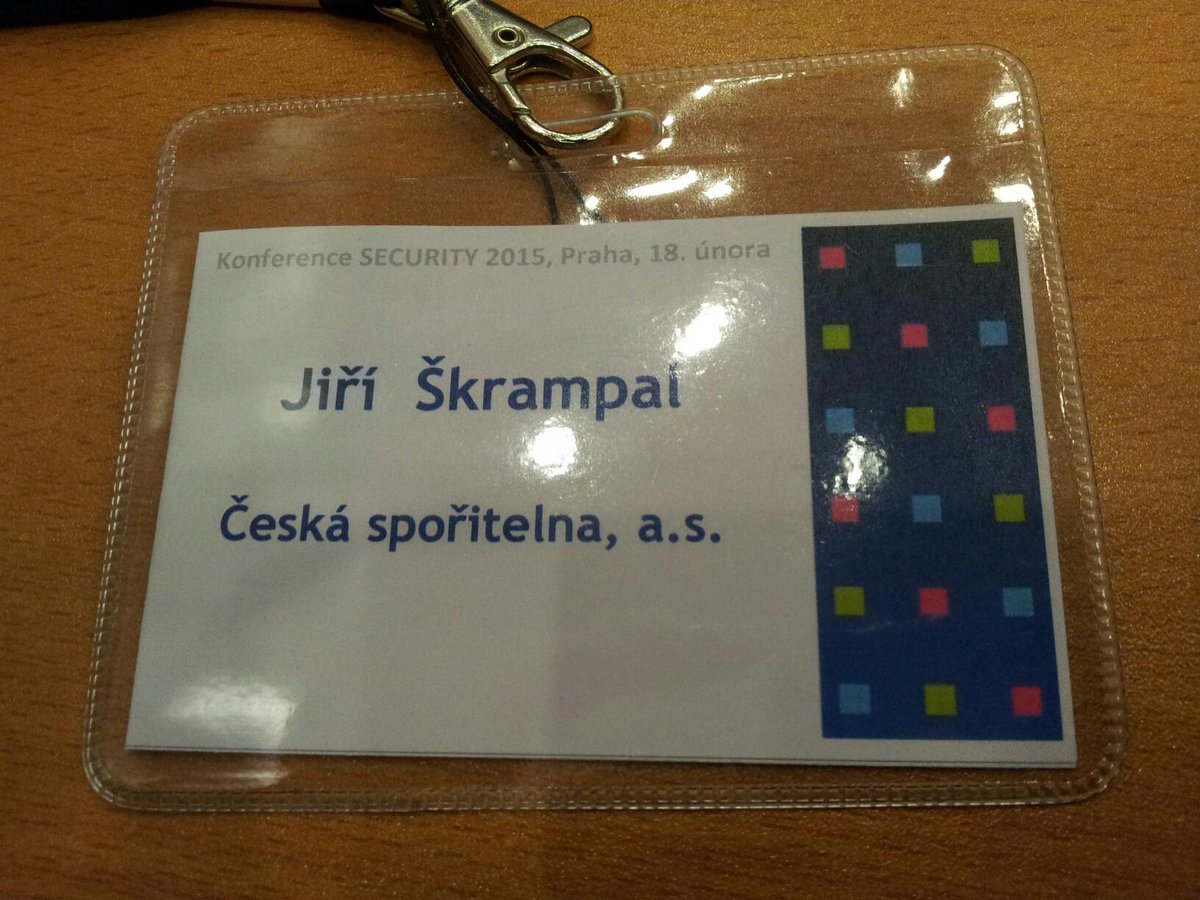 Konference SECURITY 2015, Praha, 18. února
Jiří Škrampal
Česká spořitelna, a.s.